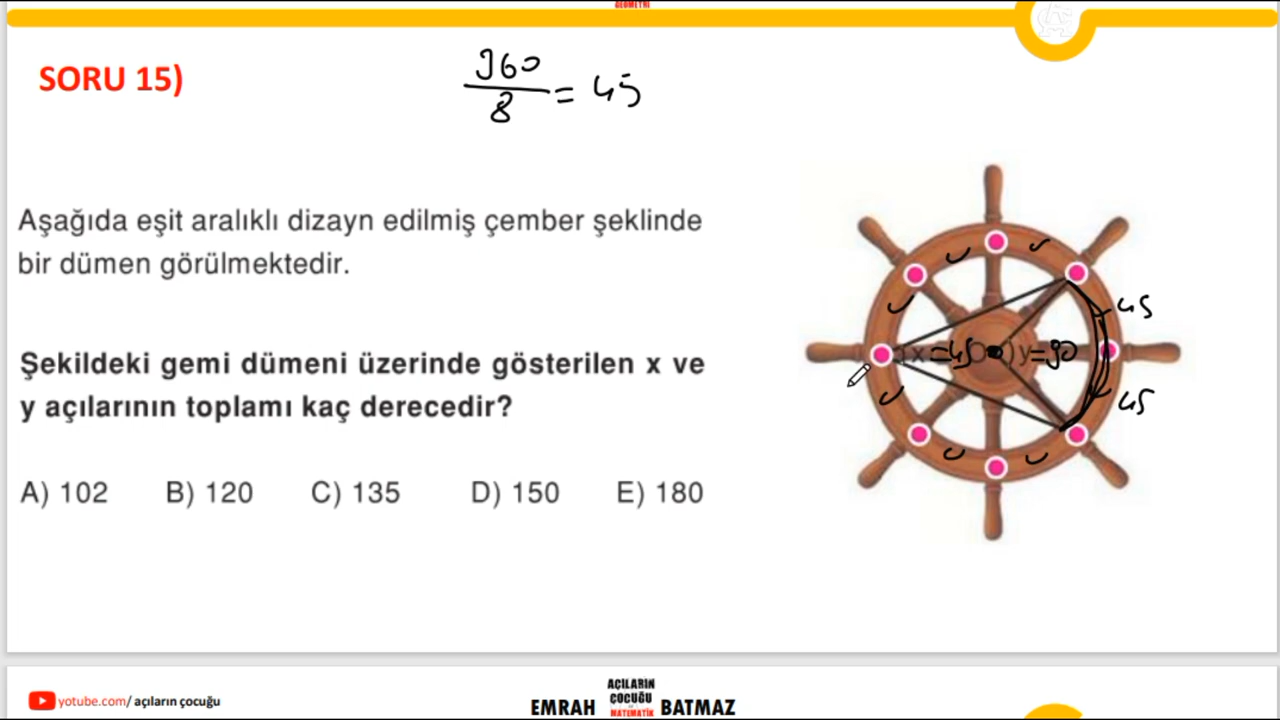 GEOMETRİ
SORU 15)
360
8
= 45
Aşağıda eşit aralıklı dizayn edilmiş çember şeklinde
bir dümen görülmektedir.
45
x =45
y=90
45
Şekildeki gemi dümeni üzerinde gösterilen x ve
y açılarının toplamı kaç derecedir?
A) 102 B) 120 C) 135 D) 150 E) 180
yotube.com/ açıların çocuğu
EMRAH
AÇILARIN
ÇOCUĞU
MATEMATİK
BATMAZ